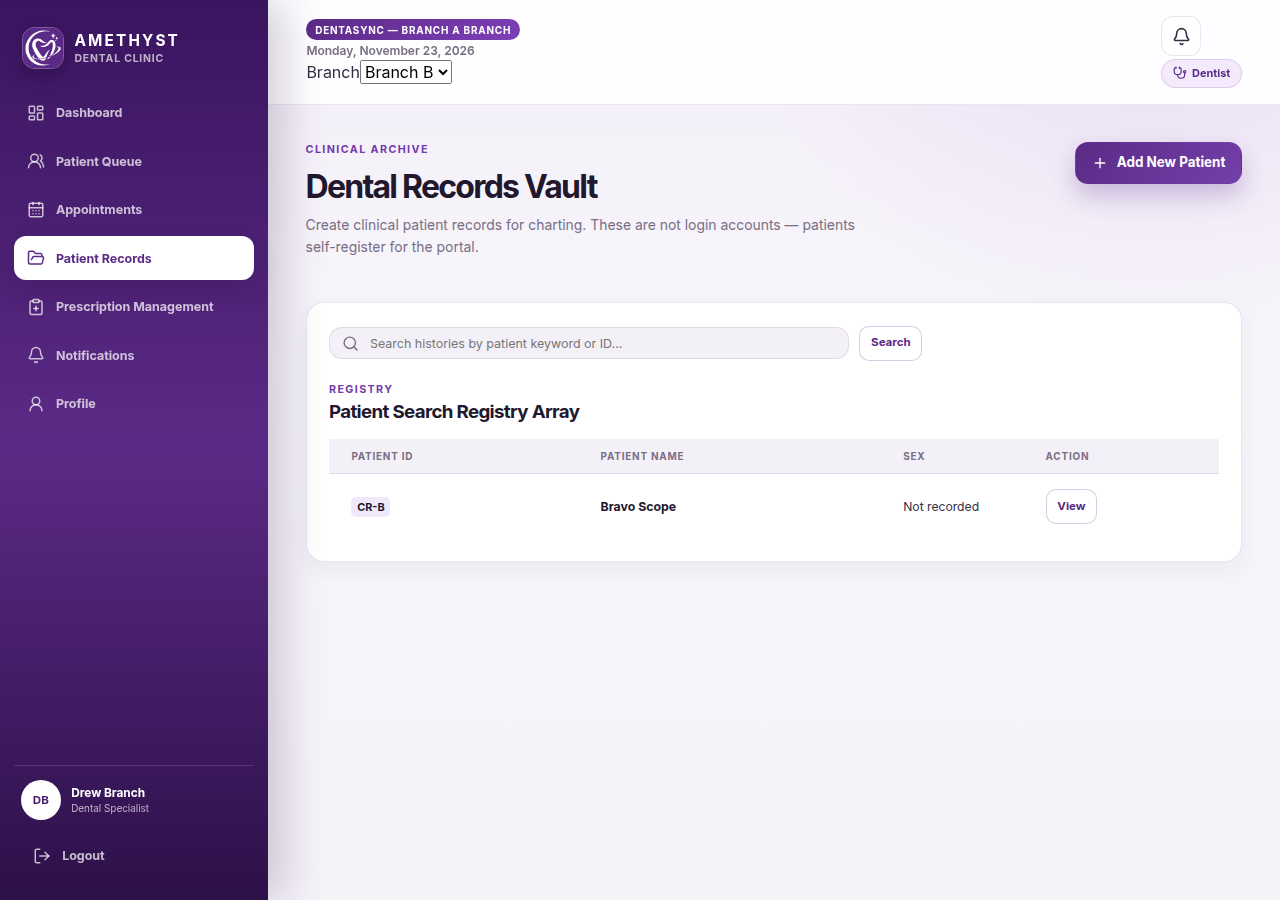 AMETHYST
DENTAL CLINIC
Dashboard
Patient Queue
Appointments
Patient Records
Prescription Management
Notifications
Profile
DB
Drew Branch
Dental Specialist
Logout
DENTASYNC — BRANCH A BRANCH
Monday, November 23, 2026
Branch Branch B
Dentist
CLINICAL ARCHIVE
Dental Records Vault
Create clinical patient records for charting. These are not login accounts — patients
self-register for the portal.
Add New Patient
Search histories by patient keyword or ID...
Search
REGISTRY
Patient Search Registry Array
PATIENT ID PATIENT NAME SEX ACTION
CR-B Bravo Scope Not recorded View